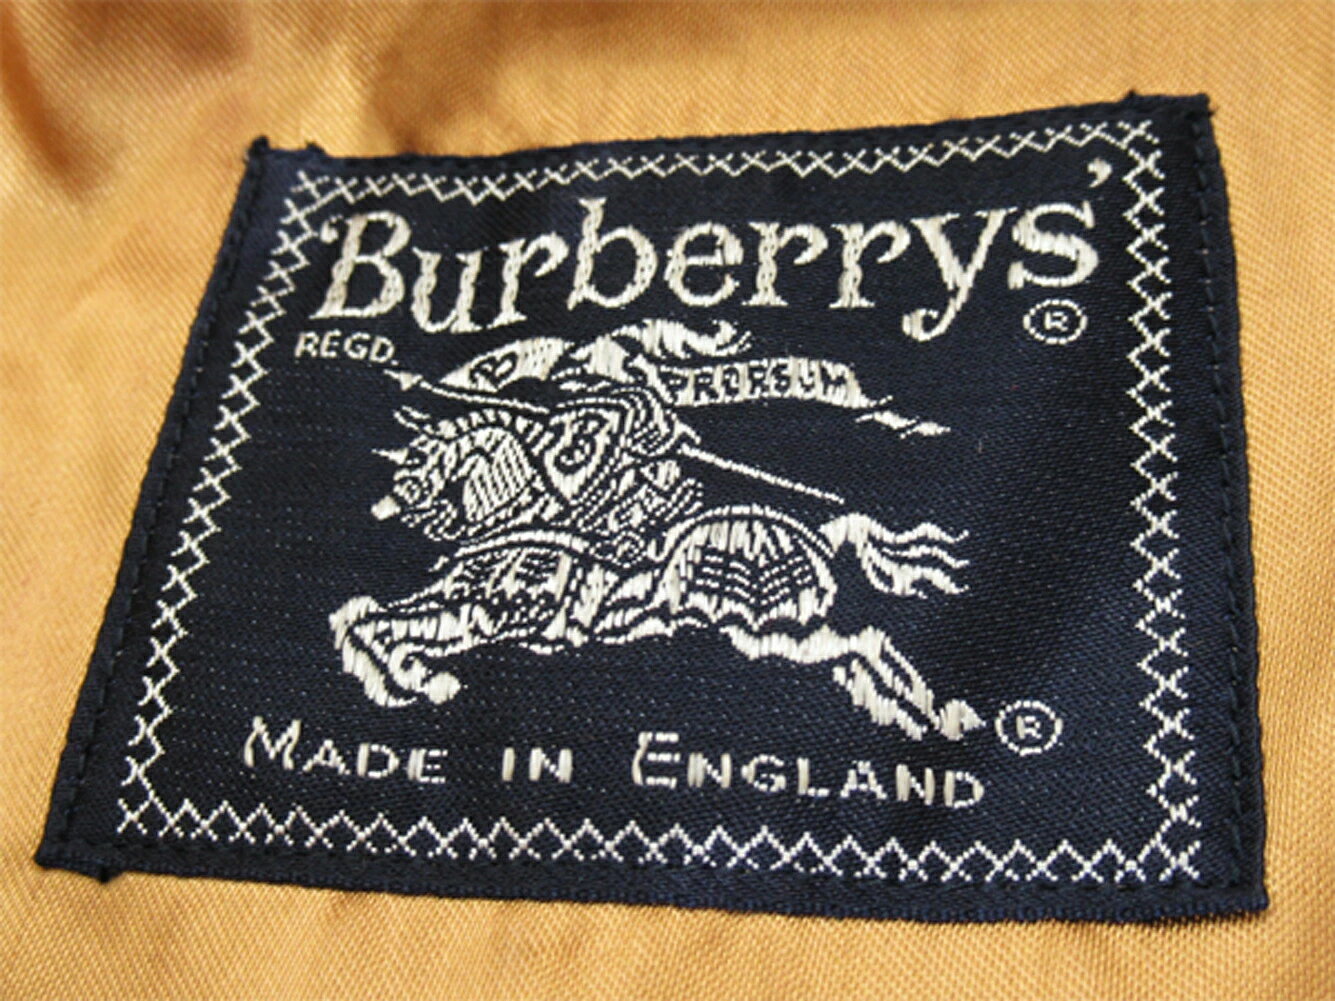 Burberrys'
®
REGD.
PRORSUM
B
MADE IN ENGLAND
®